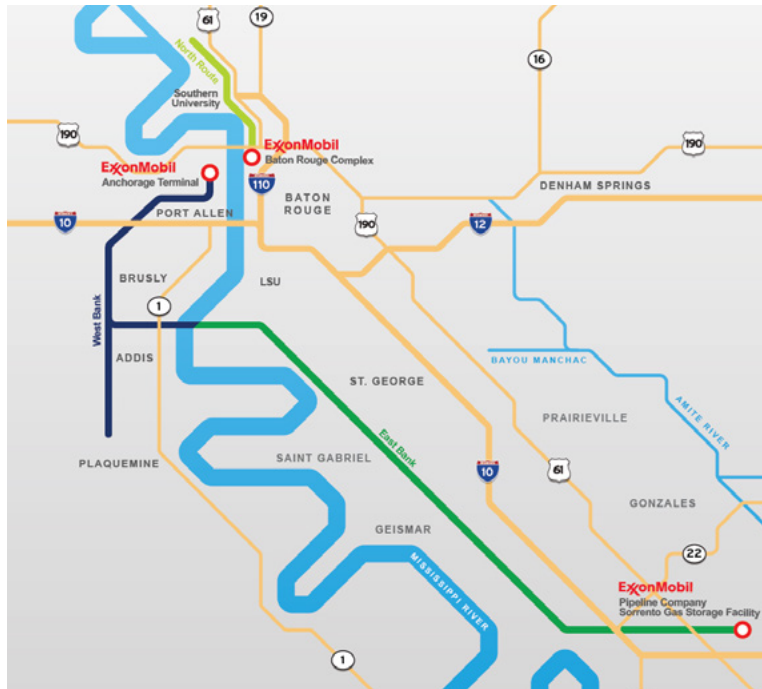 61
19
North Route
16
Southern
University
190
ExxonMobil
Baton Rouge Complex
190
ExxonMobil
Anchorage Terminal
110
DENHAM SPRINGS
BATON
ROUGE
PORT ALLEN
10
190
12
BRUSLY
LSU
1
West Bank
ADDIS
BAYOU MANCHAC
ST. GEORGE
AMITE RIVER
PRAIRIEVILLE
East Bank
SAINT GABRIEL
PLAQUEMINE
10
61
GONZALES
GEISMAR
22
MISSISSIPPI RIVER
ExxonMobil
Pipeline Company
Sorrento Gas Storage Facility
1